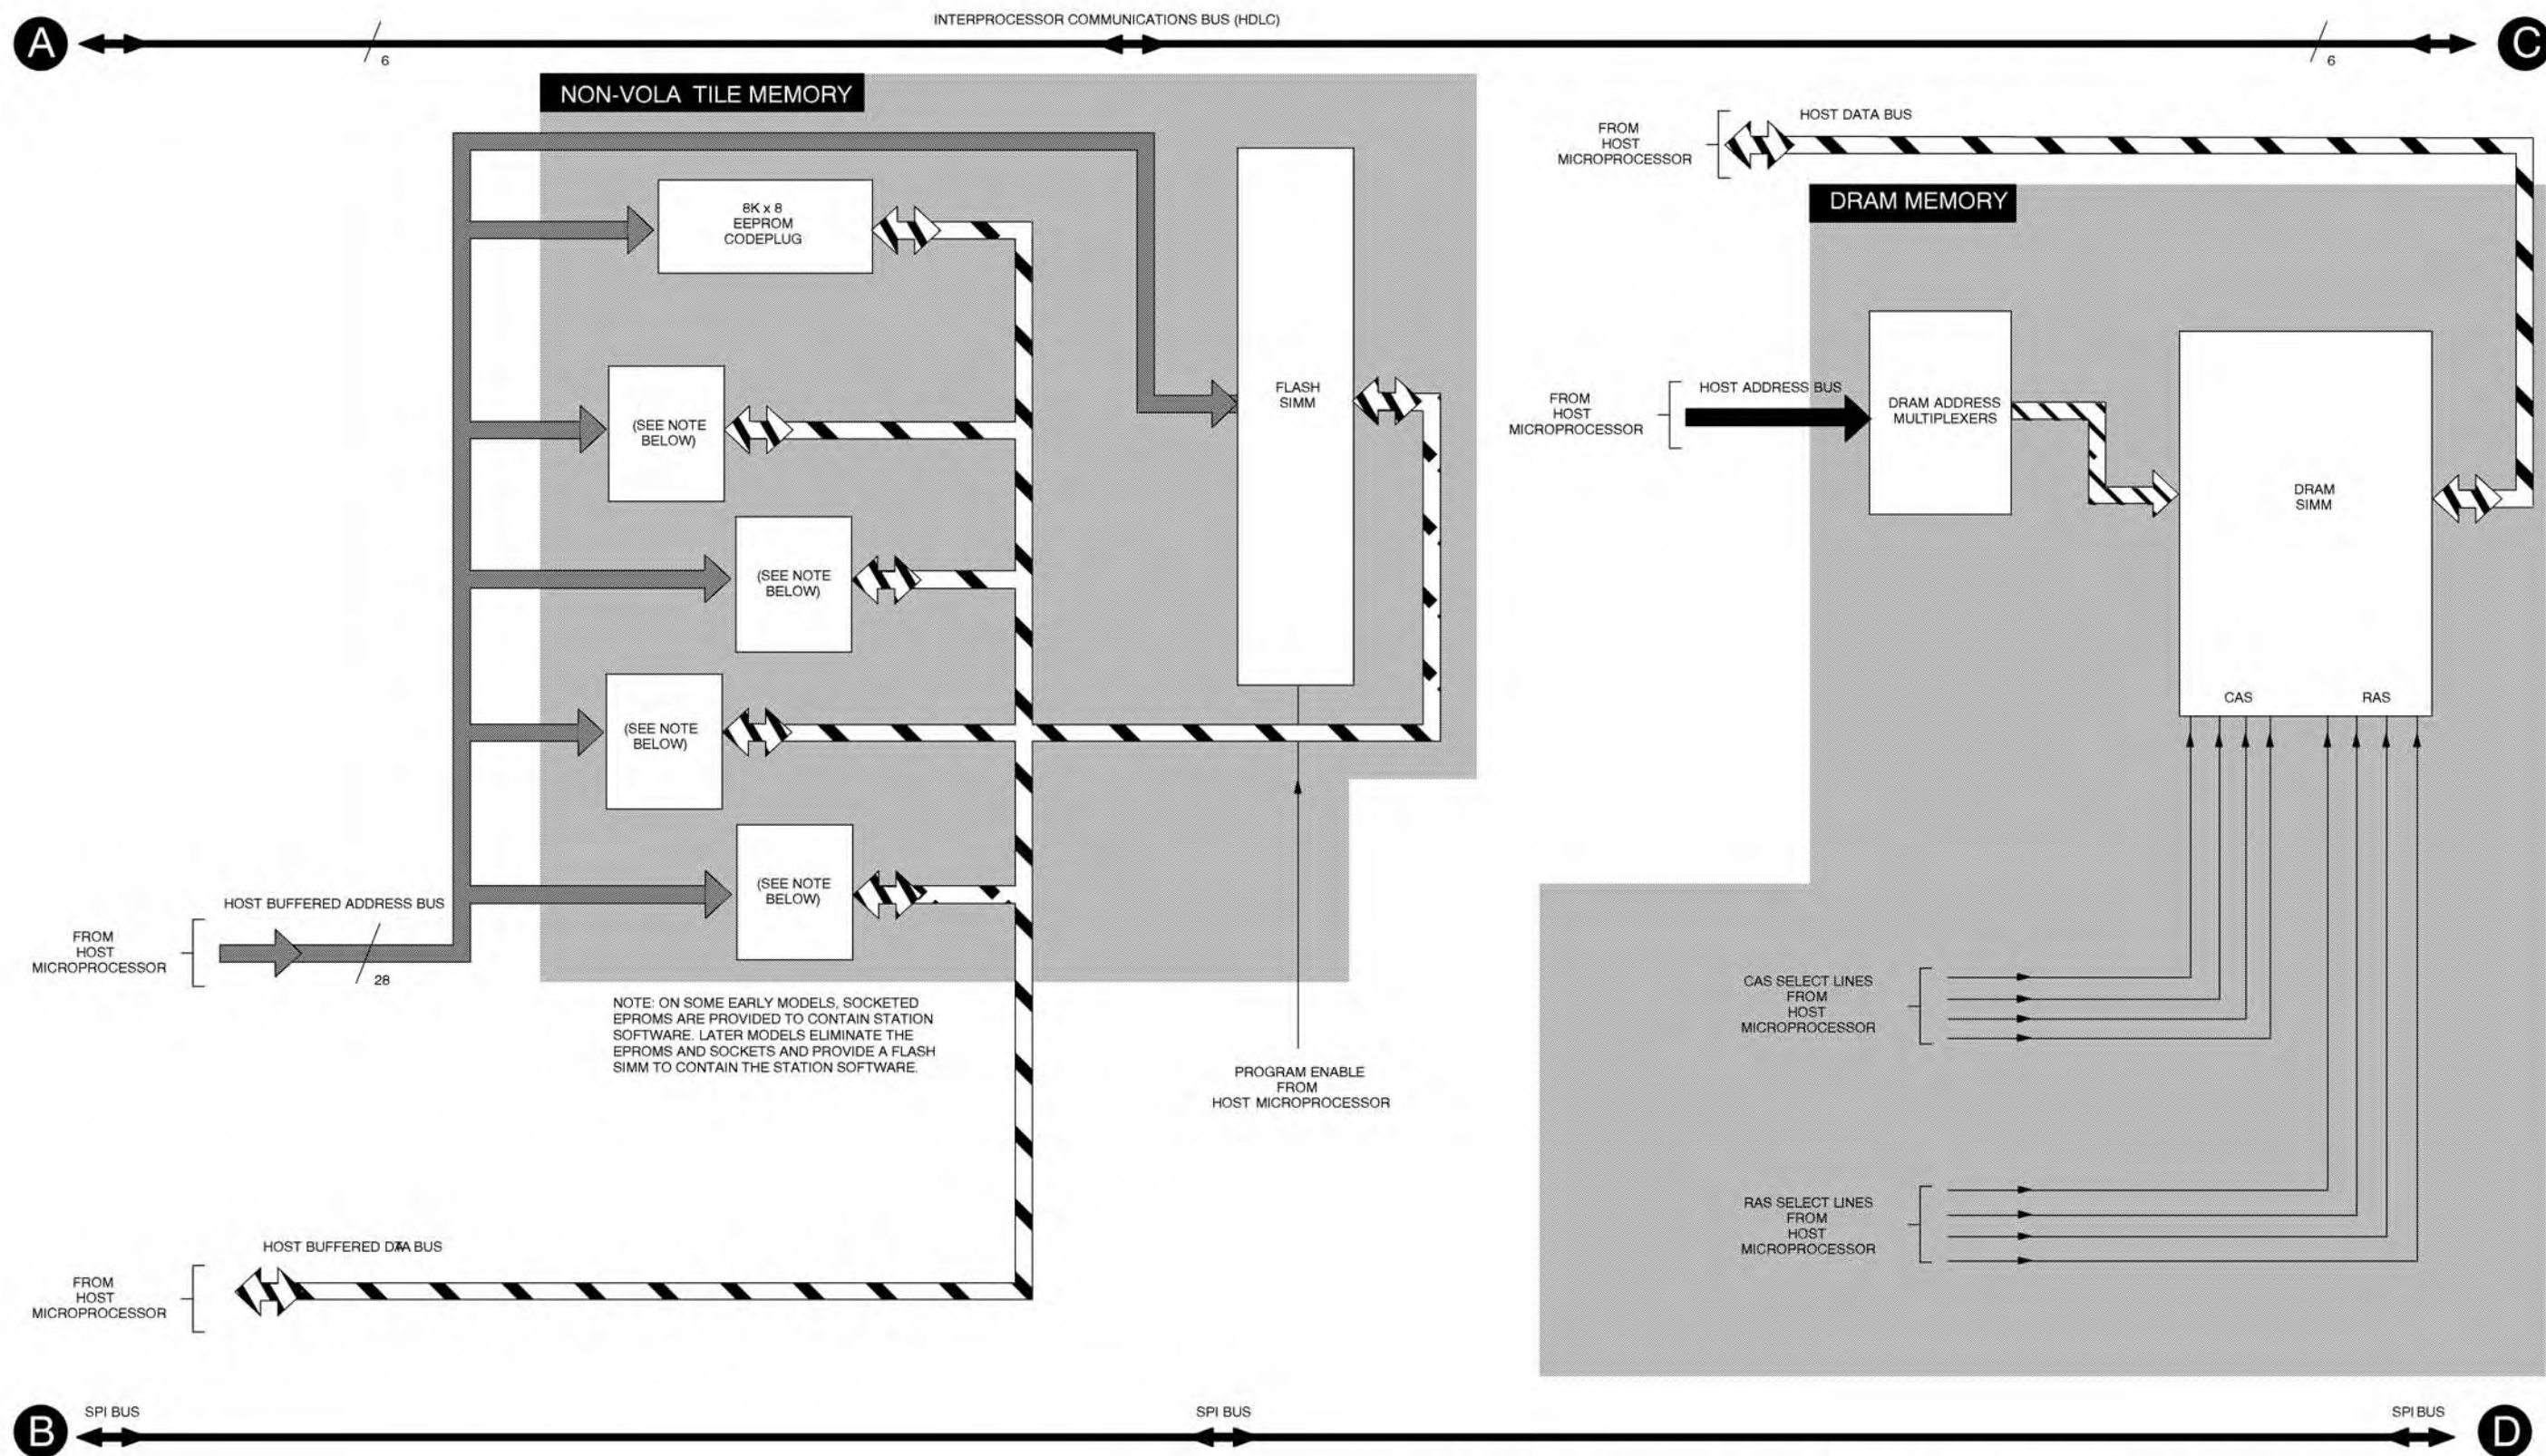 INTERPROCESSOR COMMUNICATIONS BUS (HDLC)
A
C
6
6
NON-VOLA TILE MEMORY
8K x 8
EEPROM
CODEPLUG
(SEE NOTE
BELOW)
(SEE NOTE
BELOW)
(SEE NOTE
BELOW)
(SEE NOTE
BELOW)
FLASH
SIMM
HOST BUFFERED ADDRESS BUS
FROM
HOST
MICROPROCESSOR
28
NOTE: ON SOME EARLY MODELS, SOCKETED
EPROMS ARE PROVIDED TO CONTAIN STATION
SOFTWARE. LATER MODELS ELIMINATE THE
EPROMS AND SOCKETS AND PROVIDE A FLASH
SIMM TO CONTAIN THE STATION SOFTWARE.
PROGRAM ENABLE
FROM
HOST MICROPROCESSOR
HOST BUFFERED DATA BUS
FROM
HOST
MICROPROCESSOR
FROM
HOST
MICROPROCESSOR
HOST DATA BUS
DRAM MEMORY
FROM
HOST
MICROPROCESSOR
HOST ADDRESS BUS
DRAM ADDRESS
MULTIPLEXERS
DRAM
SIMM
CAS
RAS
CAS SELECT LINES
FROM
HOST
MICROPROCESSOR
RAS SELECT LINES
FROM
HOST
MICROPROCESSOR
B
SPI BUS
SPI BUS
SPI BUS
D